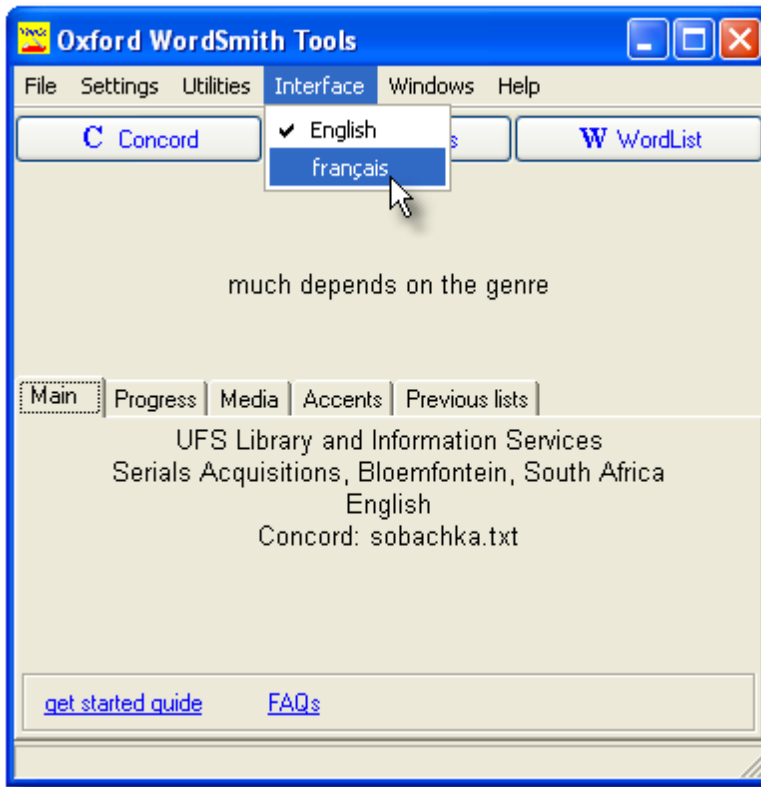 Oxford WordSmith Tools
File Settings Utilities Interface Windows Help
English
français
C Concord
s
W WordList
much depends on the genre
Main Progress Media Accents Previous lists
UFS Library and Information Services
Serials Acquisitions, Bloemfontein, South Africa
English
Concord: sobachka.txt
get started guide FAQs